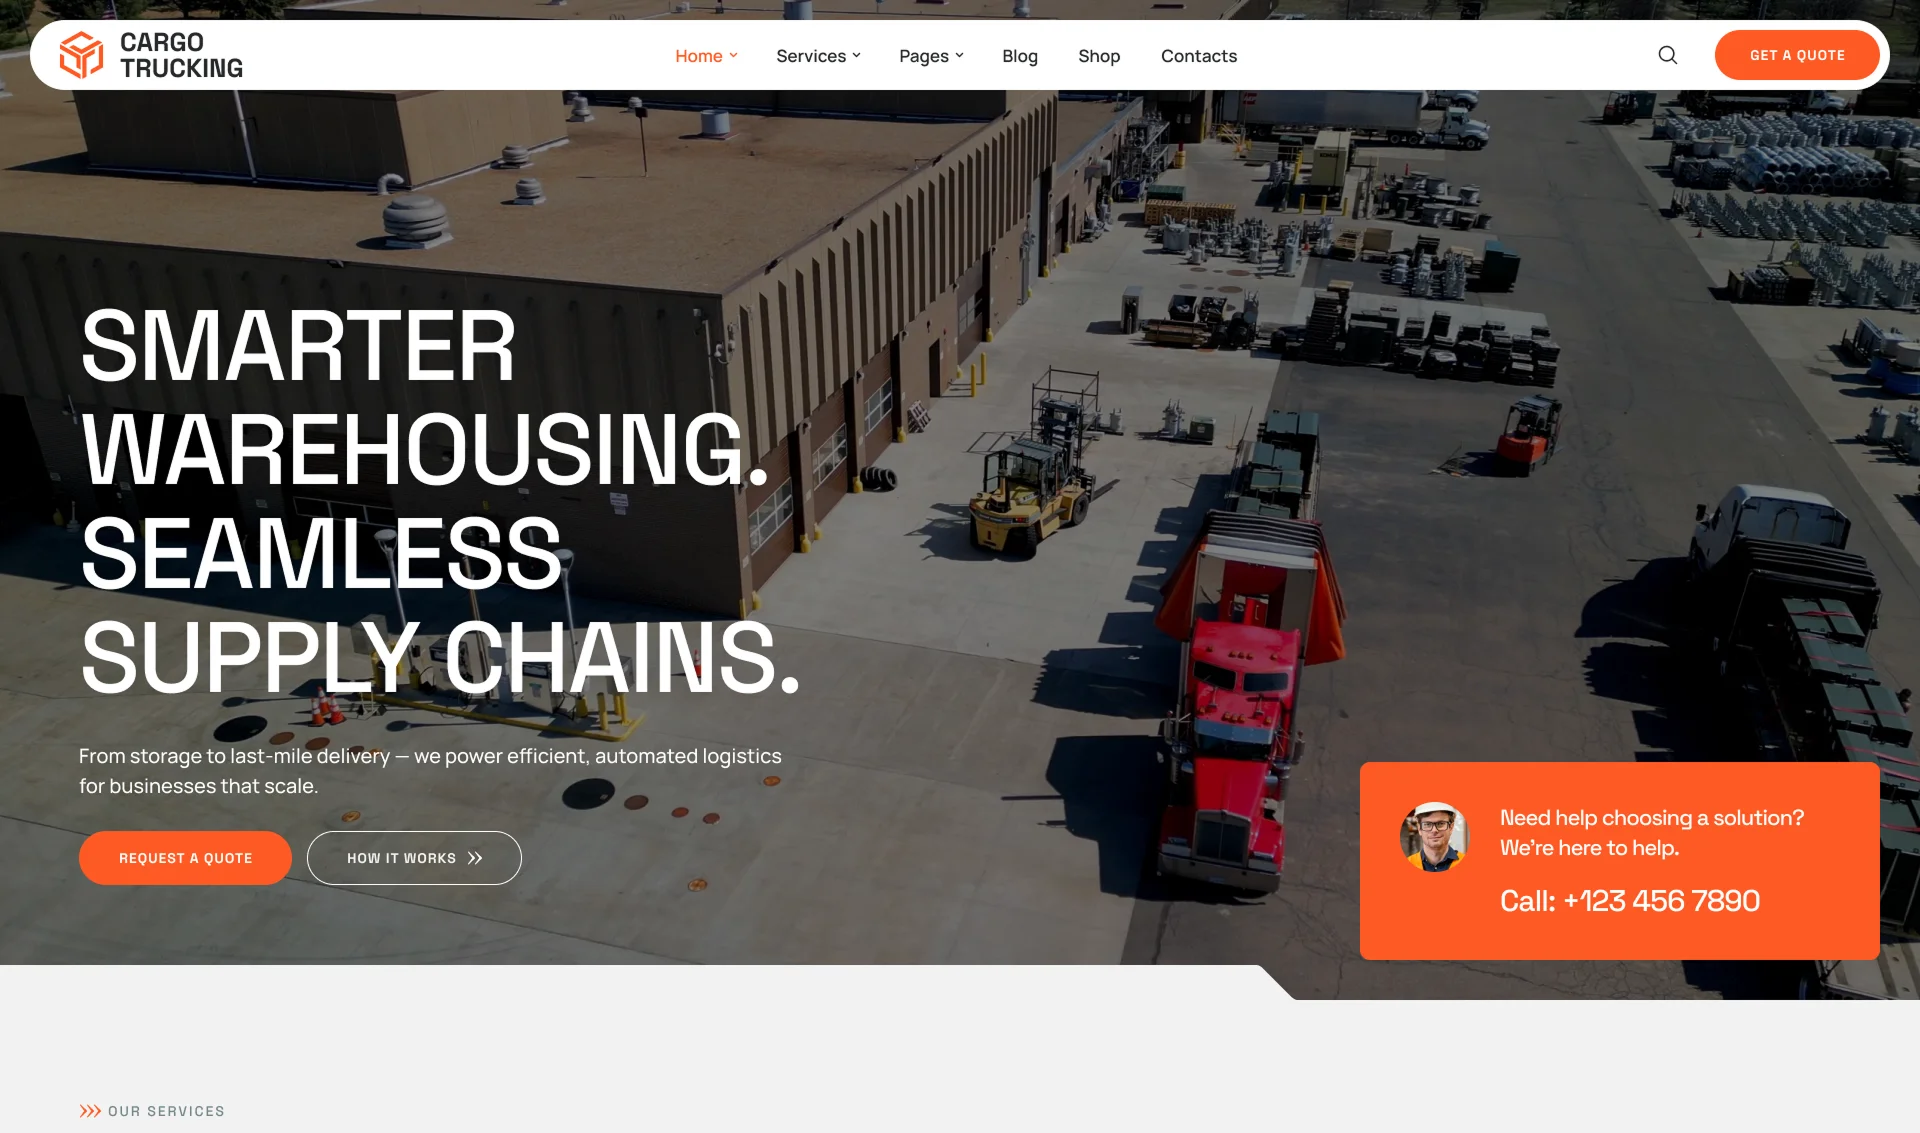 CARGO
TRUCKING
Home
Services
Pages
Blog
Shop
Contacts
GET A QUOTE
SMARTER
WAREHOUSING.
SEAMLESS
SUPPLY CHAINS.
From storage to last-mile delivery — we power efficient, automated logistics
for businesses that scale.
REQUEST A QUOTE
HOW IT WORKS
Need help choosing a solution?
We’re here to help.
Call: +123 456 7890
OUR SERVICES